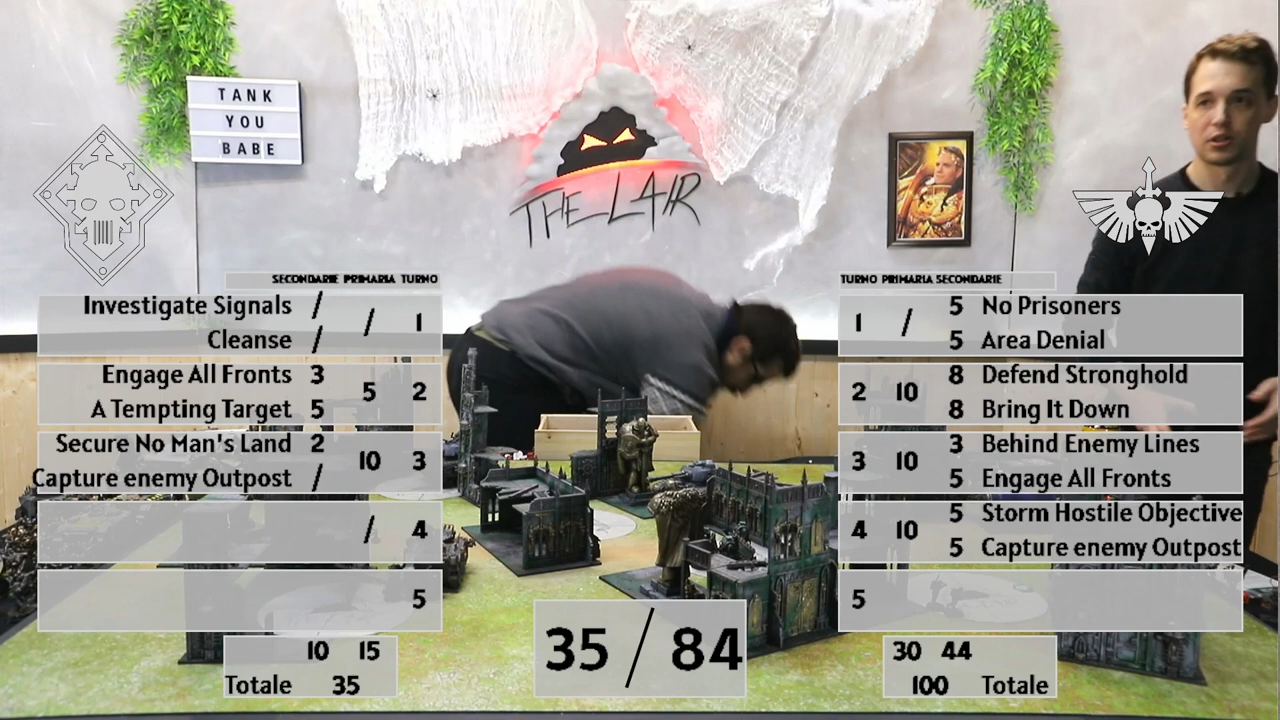 TANK
YOU
BABE
THE LAIR
SECONDARIE PRIMARIA TURNO
Investigate Signals / / 1
Cleanse /
Engage All Fronts 3 5 2
A Tempting Target 5
Secure No Man's Land 2 10 3
Capture enemy Outpost /
/ 4
5
10 15
Totale 35
35 / 84
TURNO PRIMARIA SECONDARIE
1 / 5 No Prisoners
5 Area Denial
2 10 8 Defend Stronghold
8 Bring It Down
3 10 3 Behind Enemy Lines
5 Engage All Fronts
4 10 5 Storm Hostile Objective
5 Capture enemy Outpost
5
30 44
100 Totale